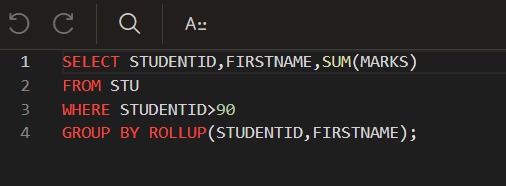 A
1 SELECT STUDENTID,FIRSTNAME,SUM(MARKS)
2 FROM STU
3 WHERE STUDENTID>90
4 GROUP BY ROLLUP(STUDENTID,FIRSTNAME);